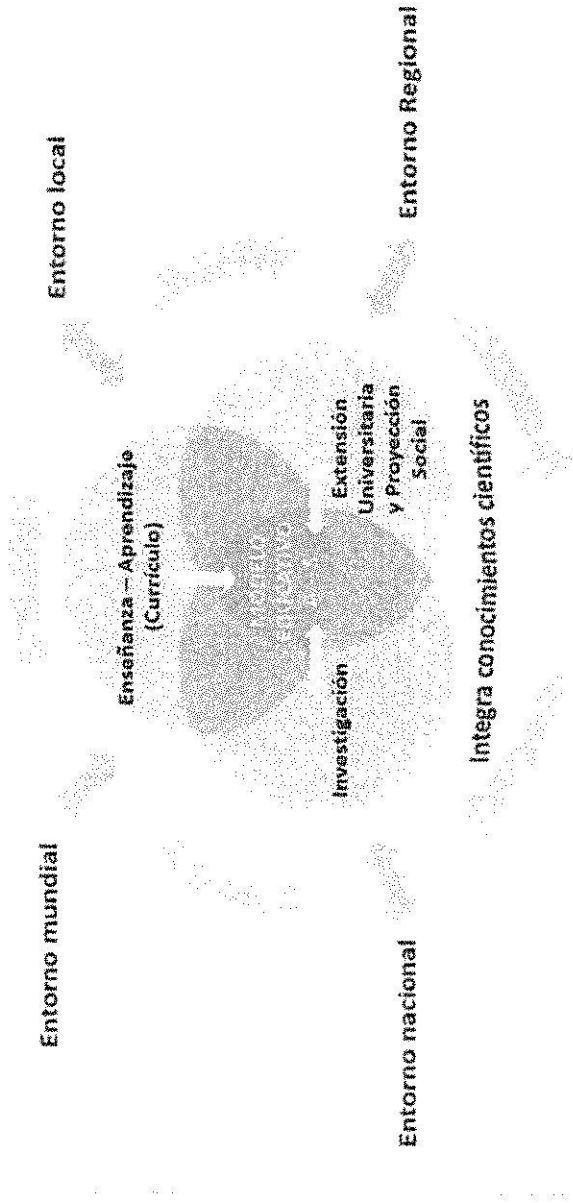 Entorno mundial
Entorno local
Enseñanza – Aprendizaje
(Currículo)
Investigación
Extensión
Universitaria
y Proyección
Social
Entorno nacional
Entorno Regional
Integra conocimientos científicos